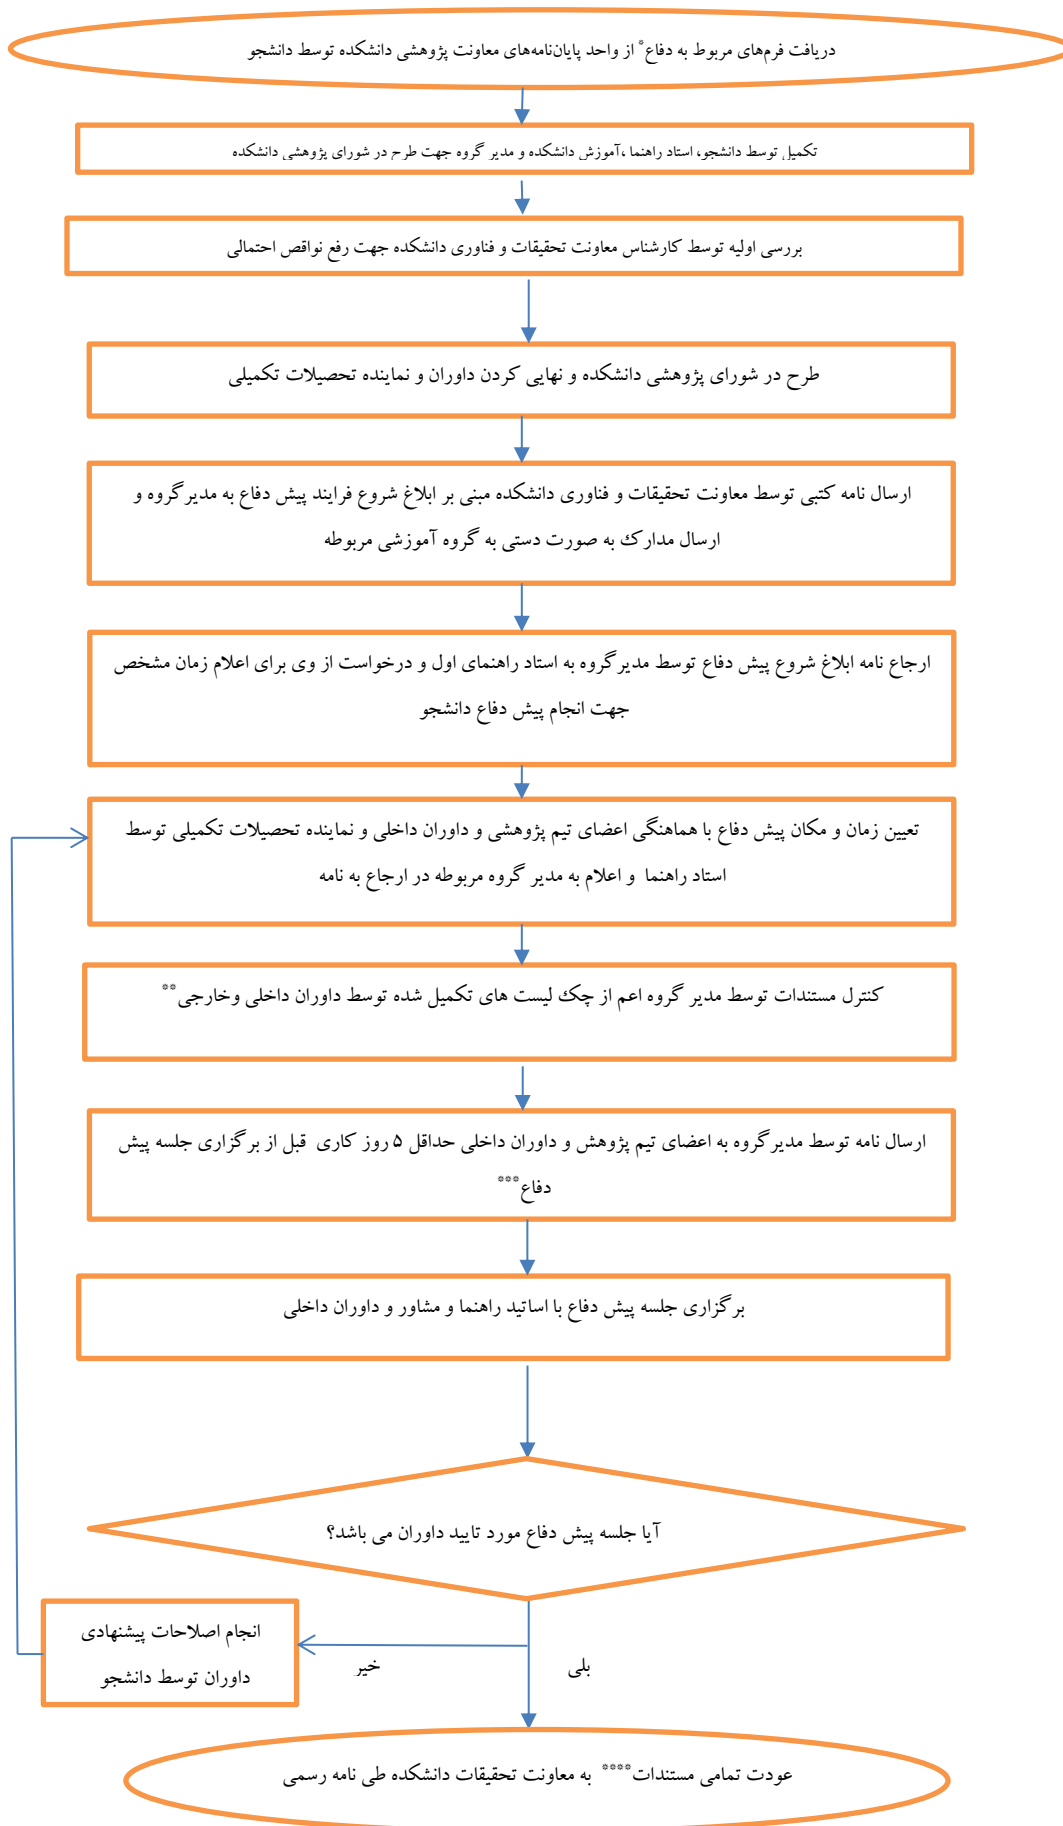 دریافت فرم‌های مربوط به دفاع* از واحد پایان‌نامه‌های معاونت پژوهشی دانشکده توسط دانشجو
تکمیل توسط دانشجو، استاد راهنما ،آموزش دانشکده و مدیر گروه جهت طرح در شورای پژوهشی دانشکده
بررسی اولیه توسط کارشناس معاونت تحقیقات و فناوری دانشکده جهت رفع نواقص احتمالی
طرح در شورای پژوهشی دانشکده و نهایی کردن داوران و نماینده تحصیلات تکمیلی
ارسال نامه کتبی توسط معاونت تحقیقات و فناوری دانشکده مبنی بر ابلاغ شروع فرایند پیش دفاع به مدیرگروه و
ارسال مدارک به صورت دستی به گروه آموزشی مربوطه
ارجاع نامه ابلاغ شروع پیش دفاع توسط مدیرگروه به استاد راهنمای اول و درخواست از وی برای اعلام زمان مشخص
جهت انجام پیش دفاع دانشجو
تعیین زمان و مکان پیش دفاع با هماهنگی اعضای تیم پژوهشی و داوران داخلی و نماینده تحصیلات تکمیلی توسط
استاد راهنما و اعلام به مدیر گروه مربوطه در ارجاع به نامه
کنترل مستندات توسط مدیر گروه اعم از چک لیست های تکمیل شده توسط داوران داخلی وخارجی**
ارسال نامه توسط مدیرگروه به اعضای تیم پژوهش و داوران داخلی حداقل ۵ روز کاری قبل از برگزاری جلسه پیش
دفاع***
برگزاری جلسه پیش دفاع با اساتید راهنما و مشاور و داوران داخلی
آیا جلسه پیش دفاع مورد تایید داوران می باشد؟
انجام اصلاحات پیشنهادی
داوران توسط دانشجو
خیر
بلی
عودت تمامی مستندات**** به معاونت تحقیقات دانشکده طی نامه رسمی